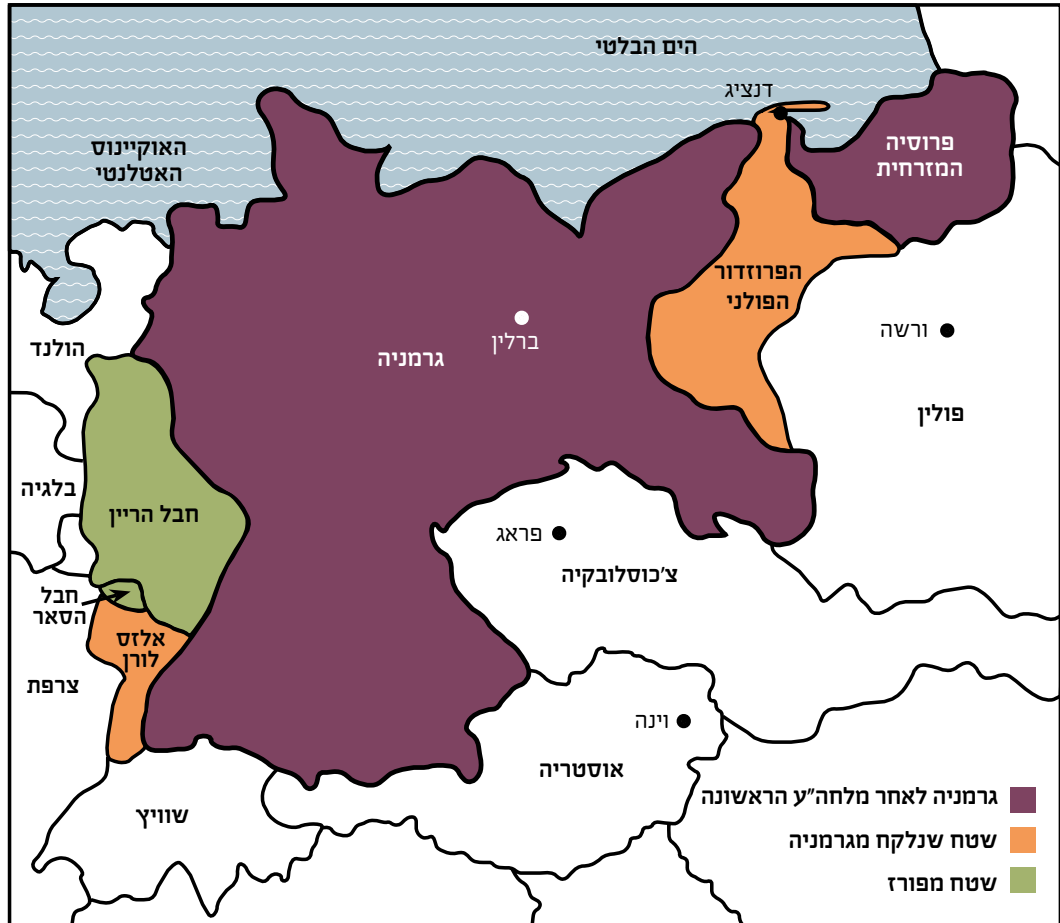 הים הבלטי
דנציג
האוקיינוס
האטלנטי
פרוסיה
המזרחית
הפרוזדור
הפולני
ברלין
ורשה
הולנד
גרמניה
פולין
בלגיה
חבל הריין
פראג
צ'כוסלובקיה
חבל
הסאר
אלזס
לורן
צרפת
וינה
אוסטריה
שוויץ
גרמניה לאחר מלחה"ע הראשונה
שטח שנלקח מגרמניה
שטח מפורז